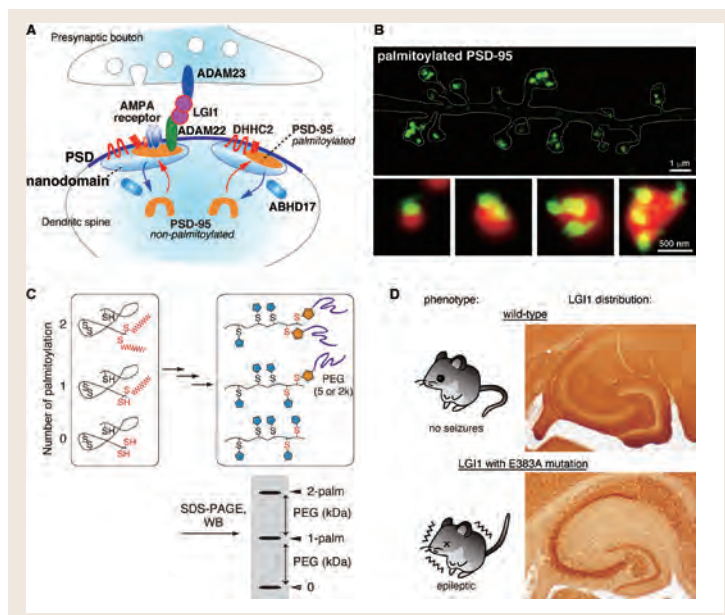 A
Presynaptic bouton
ADAM23
AMPA
receptor
LGI1
ADAM22
DHHC2
PSD-95
palmitoylated
PSD
nanodomain
ABHD17
Dendritic spine
PSD-95
non-palmitoylated
B
palmitoylated PSD-95
1 μm
500 nm
C
Number of palmitoylation
2
1
0
SH
S
S
S
S
SH
S
S
S
SH
SH
S
S
SH
SH
S
S
S
S
S
S
S
S
S
S
S
PEG
(5 or 2k)
S
S
S
S
S
SDS-PAGE,
WB
2-palm
PEG (kDa)
1-palm
PEG (kDa)
0
D
phenotype:
LGI1 distribution:
wild-type
no seizures
LGI1 with E383A mutation
epileptic